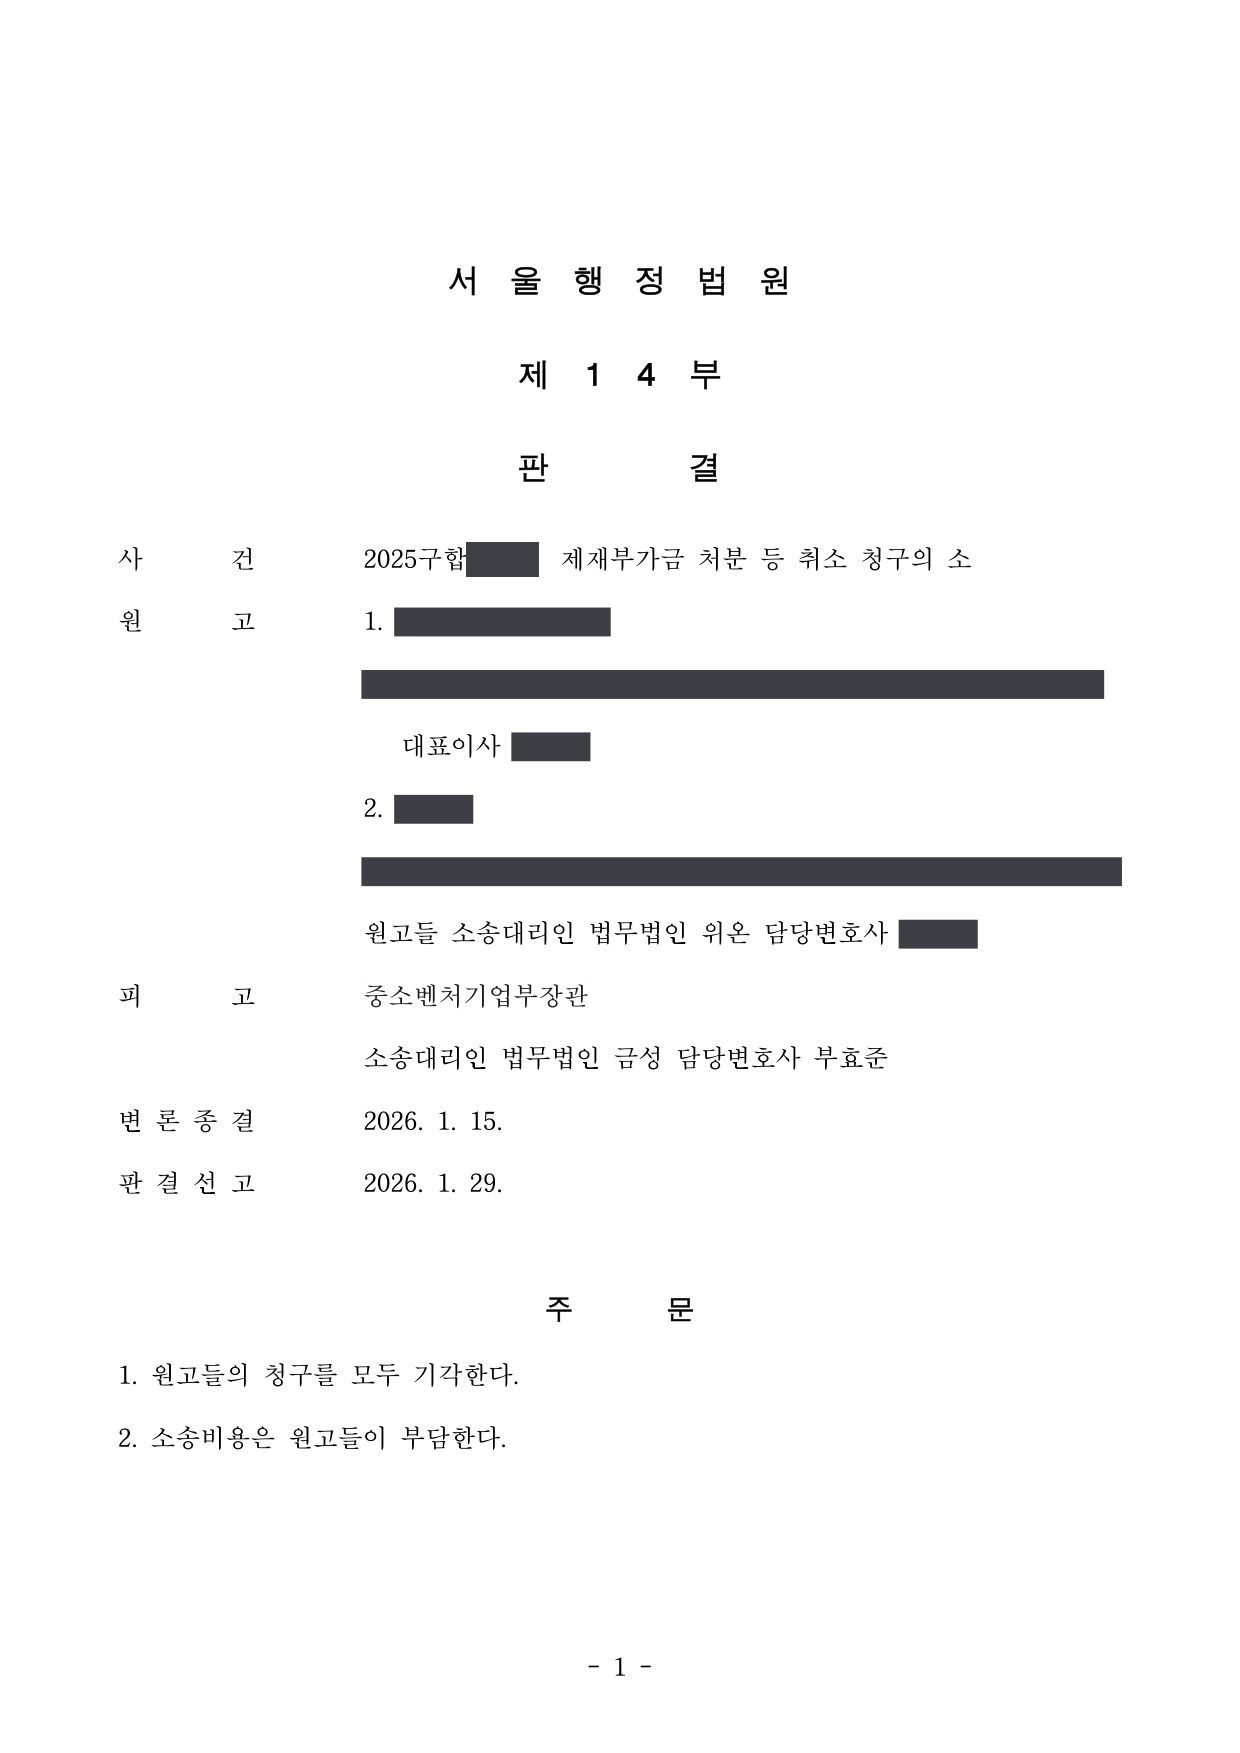 서 울 행 정 법 원
제 1 4 부
판 결
사 건 2025구합 제재부가금 처분 등 취소 청구의 소
원 고 1.
대표이사
2.
원고들 소송대리인 법무법인 위온 담당변호사
피 고 중소벤처기업부장관
소송대리인 법무법인 금성 담당변호사 부효준
변 론 종 결 2026. 1. 15.
판 결 선 고 2026. 1. 29.
주 문
1. 원고들의 청구를 모두 기각한다.
2. 소송비용은 원고들이 부담한다.
- 1 -